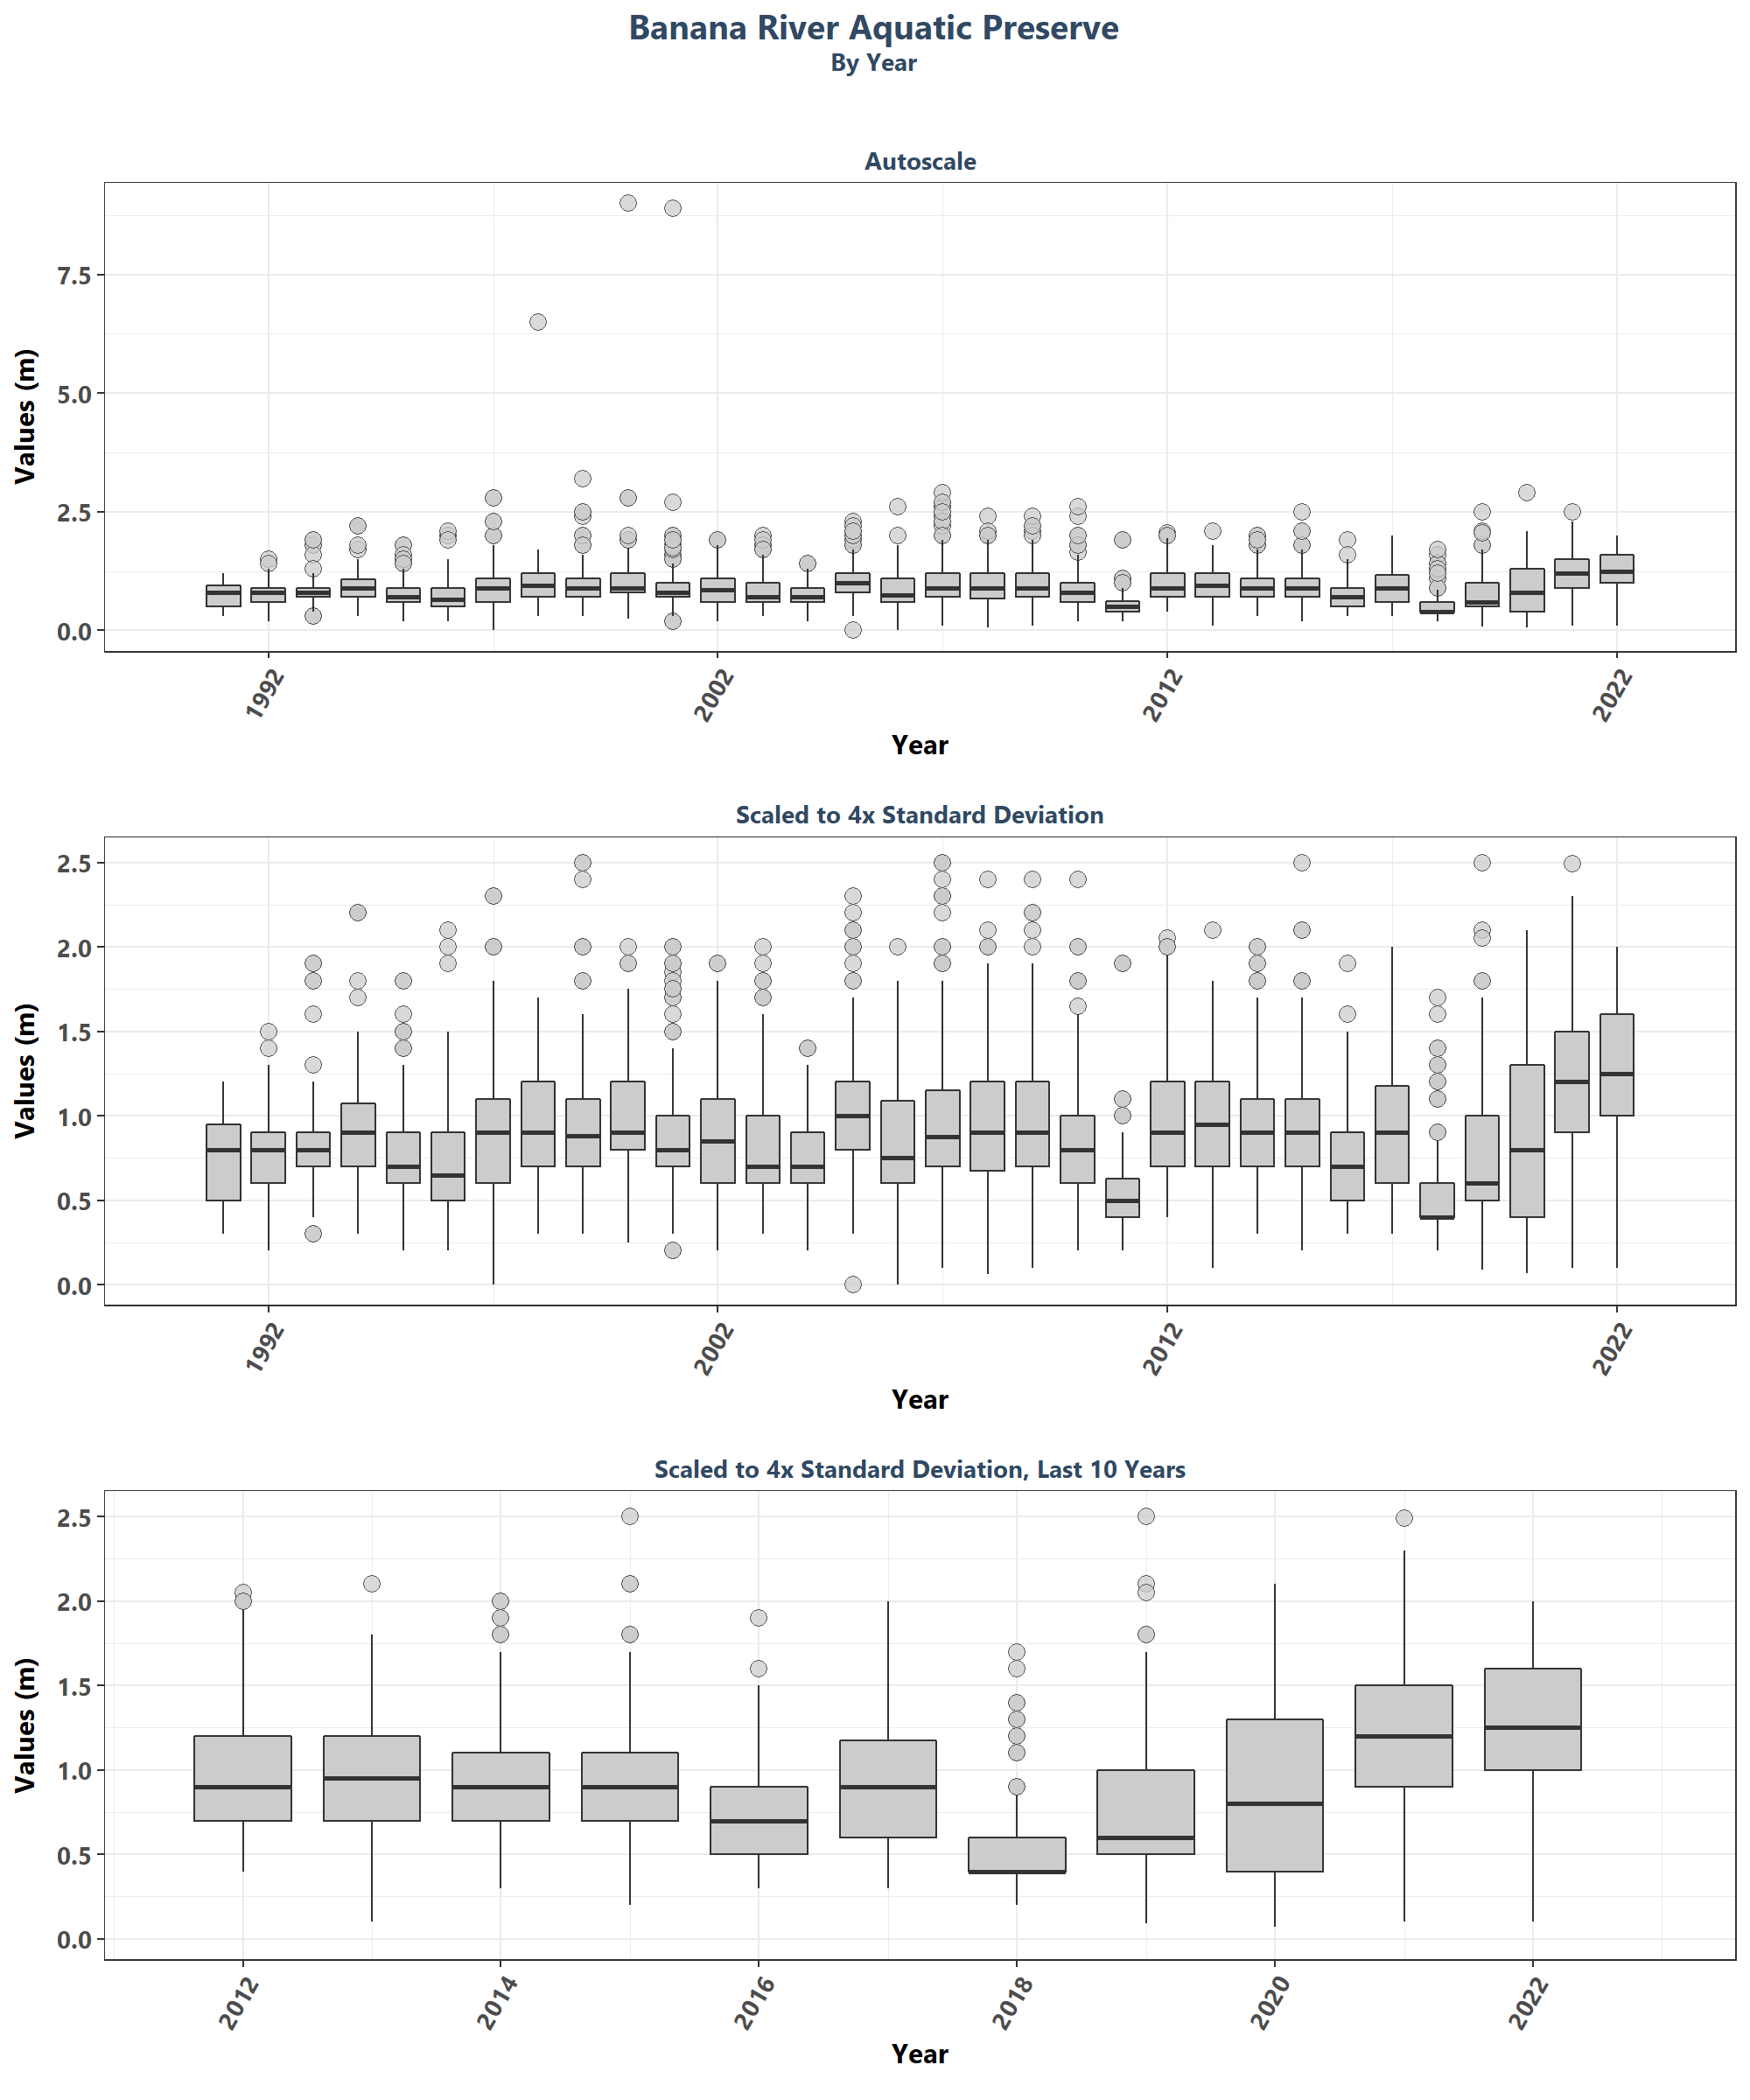 Banana River Aquatic Preserve
By Year
Autoscale
Values (m)
7.5
5.0
2.5
0.0
1992
2002
2012
2022
Year
Scaled to 4x Standard Deviation
Values (m)
2.5
2.0
1.5
1.0
0.5
0.0
1992
2002
2012
2022
Year
Scaled to 4x Standard Deviation, Last 10 Years
Values (m)
2.5
2.0
1.5
1.0
0.5
0.0
2012
2014
2016
2018
2020
2022
Year